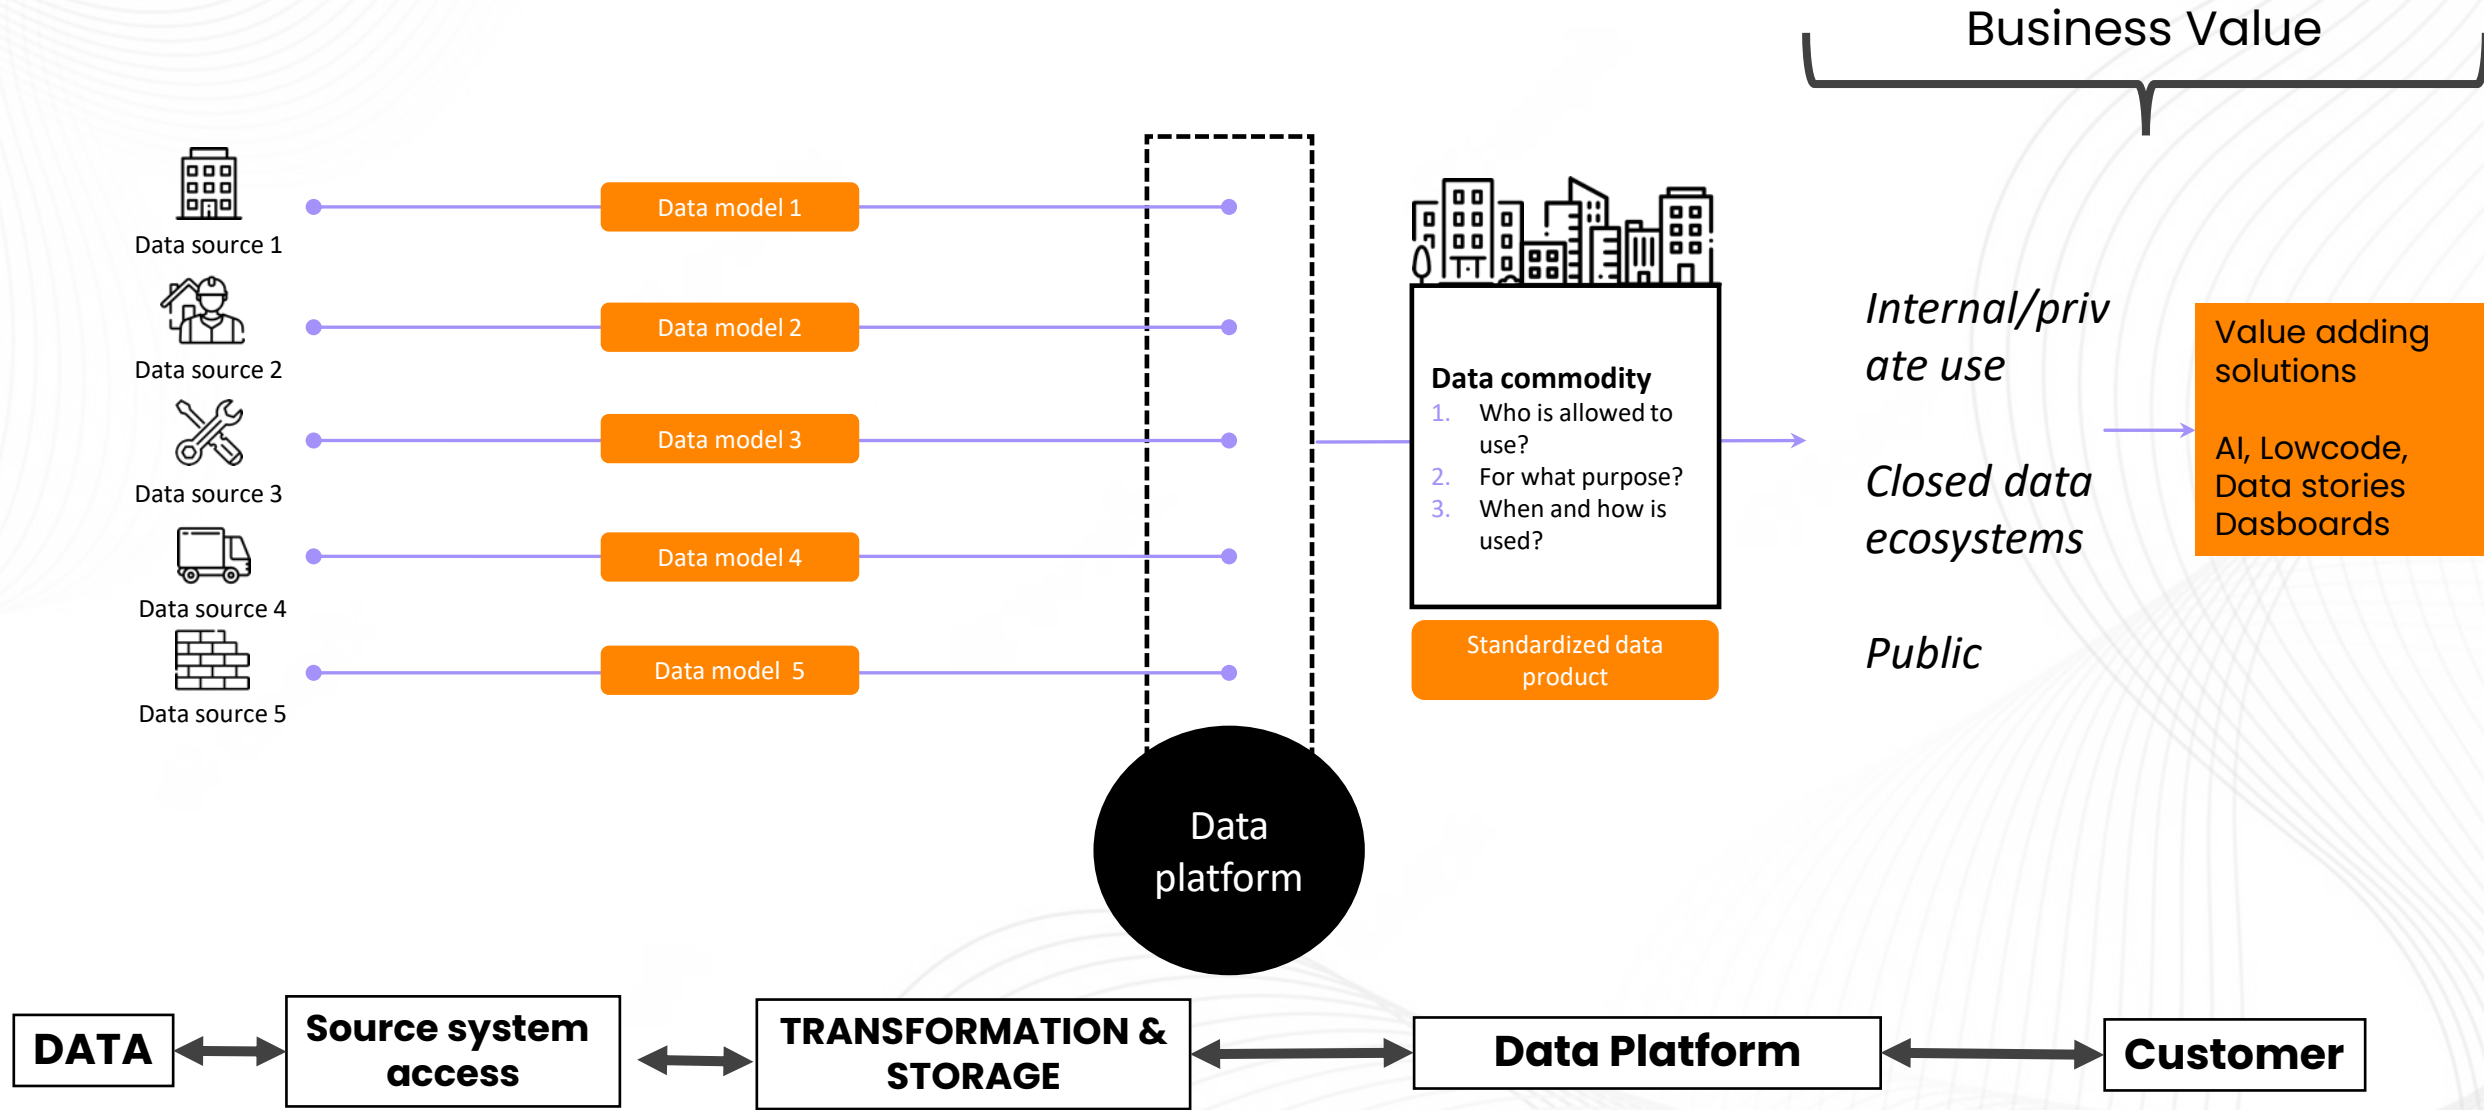 Business Value
Data source 1
Data model 1
Data source 2
Data model 2
Data source 3
Data model 3
Data source 4
Data model 4
Data source 5
Data model  5
Data
platform
Data commodity
1. Who is allowed to
use?
2. For what purpose?
3. When and how is
used?
Standardized data
product
Internal/priv
ate use
Closed data
ecosystems
Public
Value adding
solutions
AI, Lowcode,
Data stories
Dasboards
DATA
Source system
access
TRANSFORMATION &
STORAGE
Data Platform
Customer